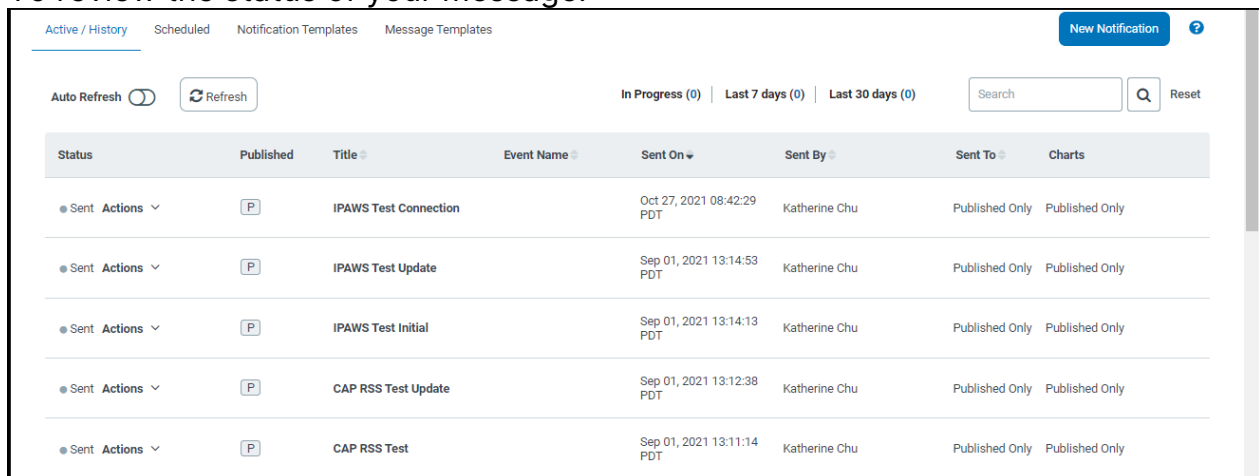 To review the status of your message:
Active / History Scheduled Notification Templates Message Templates New Notification ?
Auto Refresh Refresh In Progress (0) Last 7 days (0) Last 30 days (0) Search Reset
Status Published Title Event Name Sent On Sent By Sent To Charts
Sent Actions P IPAWS Test Connection Oct 27, 2021 08:42:29 PDT Katherine Chu Published Only Published Only
Sent Actions P IPAWS Test Update Sep 01, 2021 13:14:53 PDT Katherine Chu Published Only Published Only
Sent Actions P IPAWS Test Initial Sep 01, 2021 13:14:13 PDT Katherine Chu Published Only Published Only
Sent Actions P CAP RSS Test Update Sep 01, 2021 13:12:38 PDT Katherine Chu Published Only Published Only
Sent Actions P CAP RSS Test Sep 01, 2021 13:11:14 PDT Katherine Chu Published Only Published Only